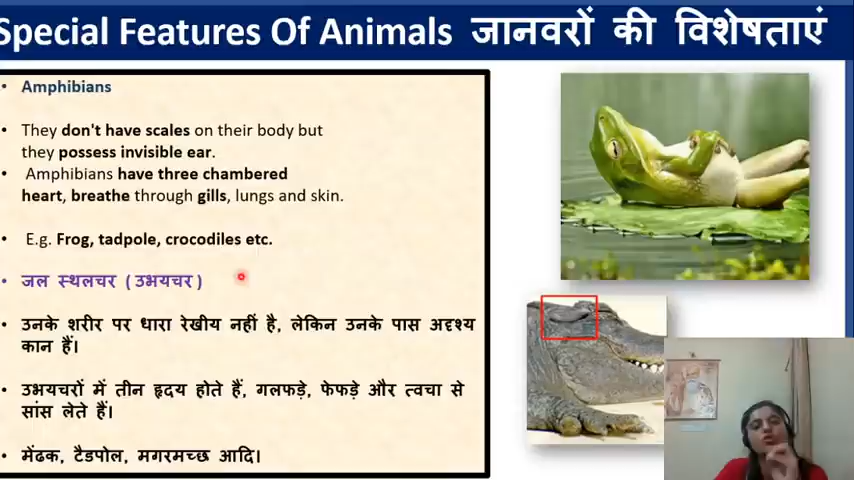 Special Features Of Animals जानवरों की विशेषताएं
• Amphibians
• They don't have scales on their body but
they possess invisible ear.
• Amphibians have three chambered
heart, breathe through gills, lungs and skin.
• E.g. Frog, tadpole, crocodiles etc.
• जल स्थलचर (उभयचर)
• उनके शरीर पर धारा रेखीय नहीं है, लेकिन उनके पास अदृश्य
कान हैं।
• उभयचरों में तीन हृदय होते हैं, गलफड़े, फेफड़े और त्वचा से
सांस लेते हैं।
• मेंढक, टैडपोल, मगरमच्छ आदि।